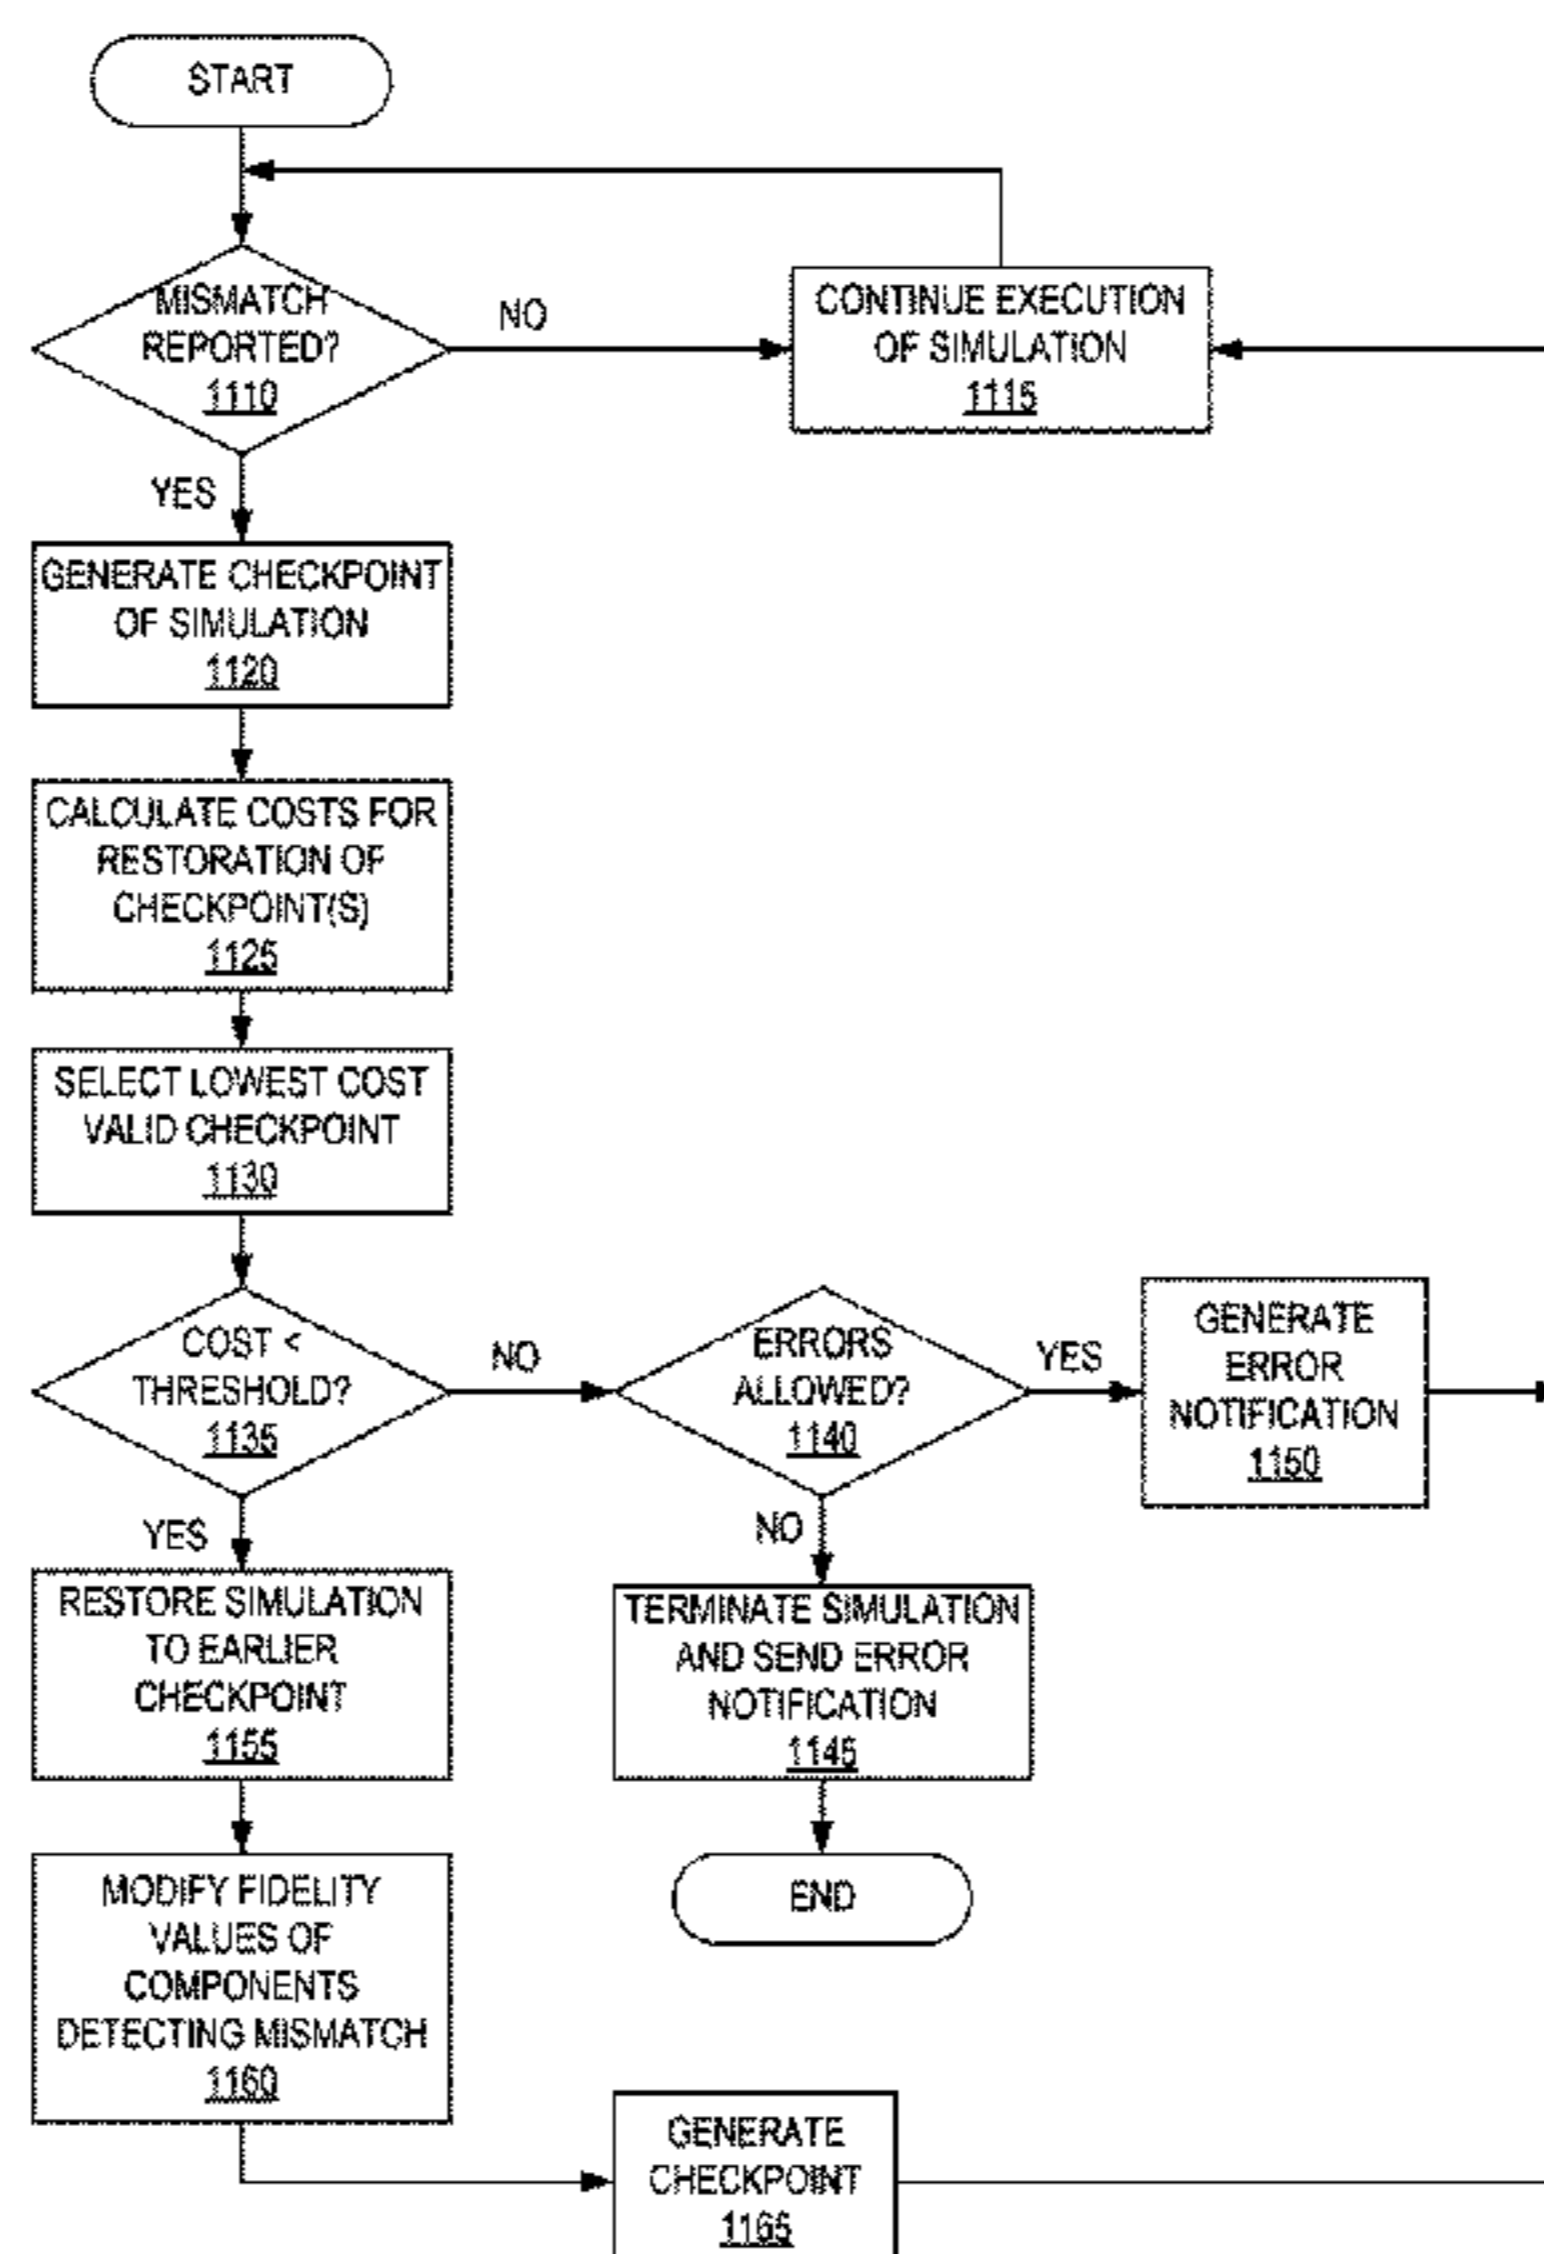 START
MISMATCH
REPORTED?
1110
NO
CONTINUE EXECUTION
OF SIMULATION
1115
YES
GENERATE CHECKPOINT
OF SIMULATION
1120
CALCULATE COSTS FOR
RESTORATION OF
CHECKPOINT(S)
1125
SELECT LOWEST COST
VALID CHECKPOINT
1130
COST <
THRESHOLD?
1135
NO
ERRORS
ALLOWED?
1140
YES
GENERATE
ERROR
NOTIFICATION
1150
YES
NO
RESTORE SIMULATION
TO EARLIER
CHECKPOINT
1155
TERMINATE SIMULATION
AND SEND ERROR
NOTIFICATION
1145
MODIFY FIDELITY
VALUES OF
COMPONENTS
DETECTING MISMATCH
1160
END
GENERATE
CHECKPOINT
1165